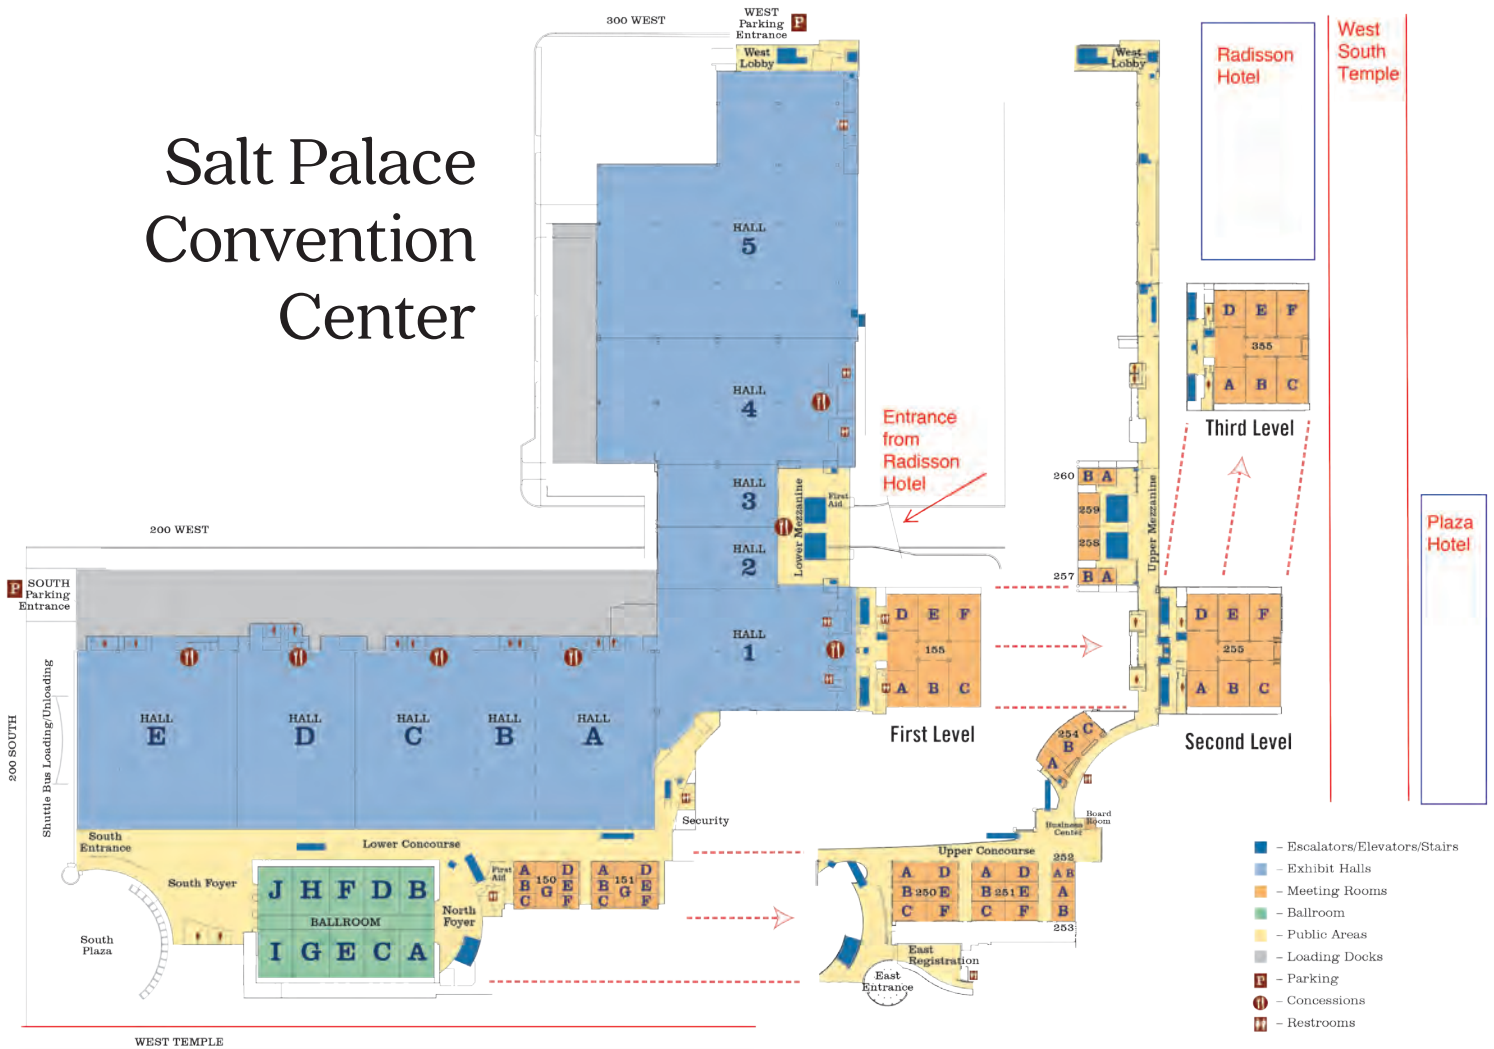 Salt Palace
Convention
Center
300 WEST
WEST
Parking
Entrance
P
West
Lobby
HALL
5
HALL
4
HALL
3
HALL
2
HALL
1
Lower Mezzanine
First
Aid
Entrance
from
Radisson
Hotel
200 WEST
P
SOUTH
Parking
Entrance
Shuttle Bus Loading/Unloading
200 SOUTH
HALL
E
HALL
D
HALL
C
HALL
B
HALL
A
D E F
155
A B C
First Level
Security
South
Entrance
Lower Concourse
South Foyer
J H F D B
BALLROOM
I G E C A
North
Foyer
First
Aid
A D
B 150 E
C G F
A D
B 151 E
C G F
South
Plaza
WEST TEMPLE
West
Lobby
Upper Mezzanine
260 B A
259
258
257 B A
D E F
255
A B C
Second Level
D E F
355
A B C
Third Level
254
A B C
Board
Room
Business
Center
Upper Concourse
252
A D
B 250 E
C F
A D
B 251 E
C F
A B
A
B
253
East
Registration
East
Entrance
Radisson
Hotel
West
South
Temple
Plaza
Hotel
– Escalators/Elevators/Stairs
– Exhibit Halls
– Meeting Rooms
– Ballroom
– Public Areas
– Loading Docks
P – Parking
– Concessions
– Restrooms